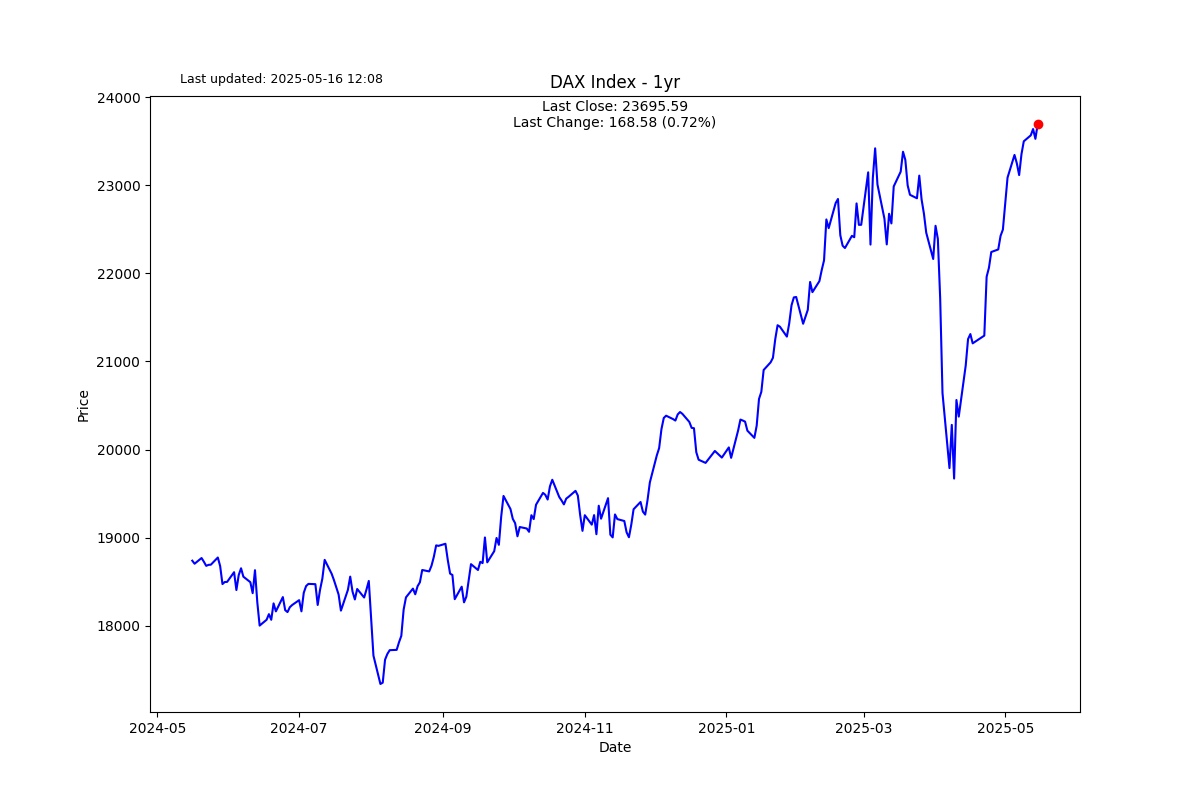 Last updated: 2025-05-16 12:08
DAX Index - 1yr
Last Close: 23695.59
Last Change: 168.58 (0.72%)
24000
23000
22000
21000
20000
19000
18000
Price
2024-05
2024-07
2024-09
2024-11
2025-01
2025-03
2025-05
Date